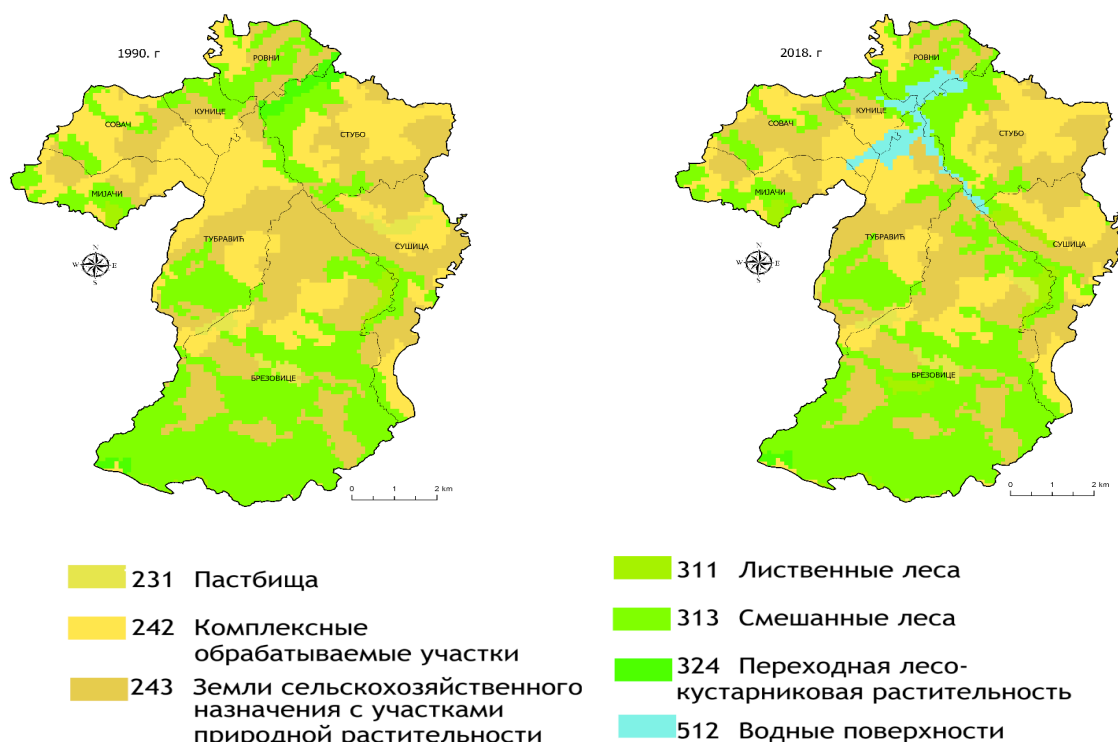 1990. г
РОВНИ
КУНИЦЕ
СОВАЧ
СТУБО
МИЈАЧИ
ТУБРАВИЋ
СУШИЦА
БРЕЗОВИЦЕ
N
W E
S
0 1 2 km
2018. г
РОВНИ
КУНИЦЕ
СОВАЧ
СТУБО
МИЈАЧИ
ТУБРАВИЋ
СУШИЦА
БРЕЗОВИЦЕ
N
W E
S
0 1 2 km
231 Пастбища
242 Комплексные
обрабатываемые участки
243 Земли сельскохозяйственного
назначения с участками
природной растительности
311 Лиственные леса
313 Смешанные леса
324 Переходная лесо-
кустарниковая растительность
512 Водные поверхности